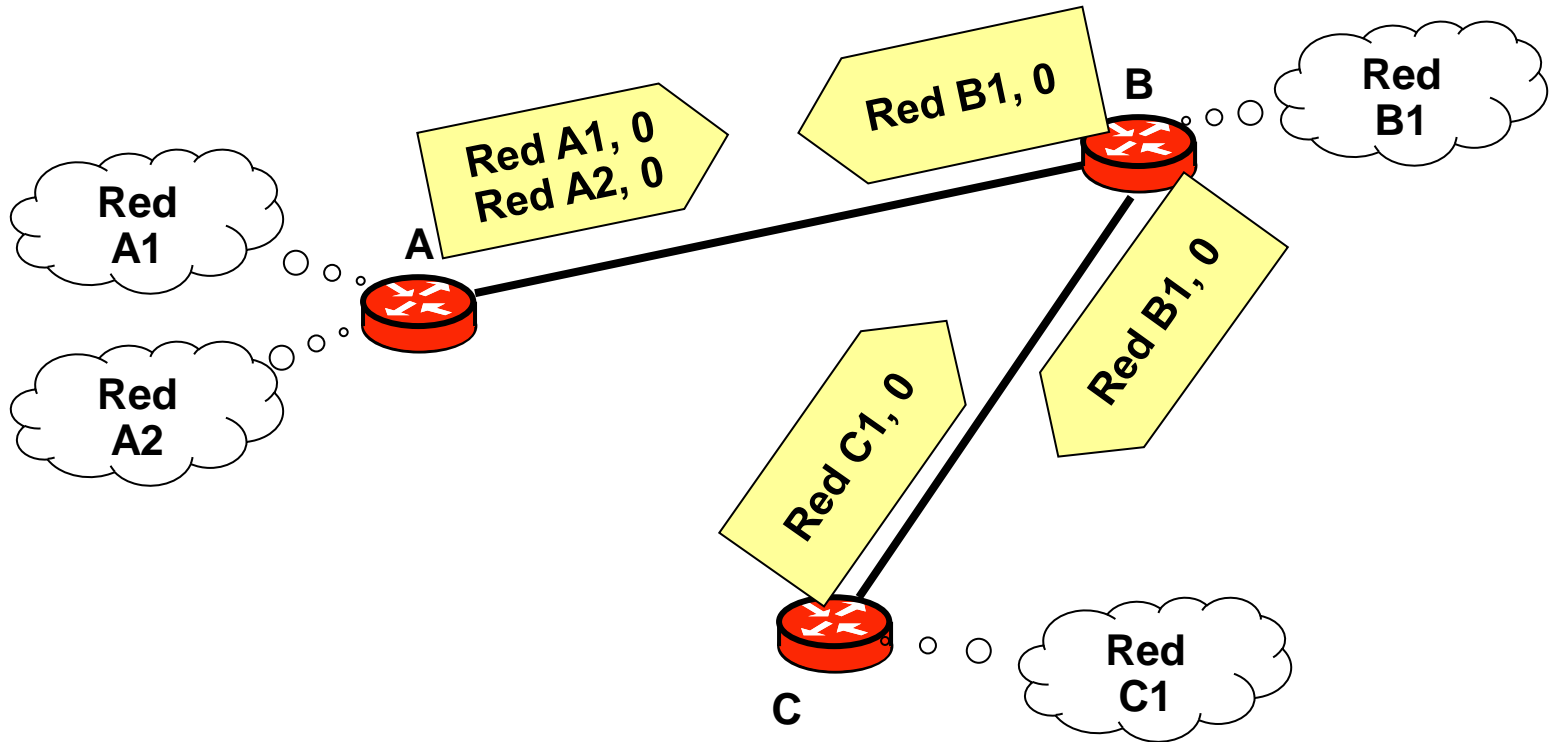 Red B1, 0
B
Red
B1
Red A1, 0
Red A2, 0
Red
A1
A
Red B1, 0
Red
A2
Red C1, 0
Red
C1
C